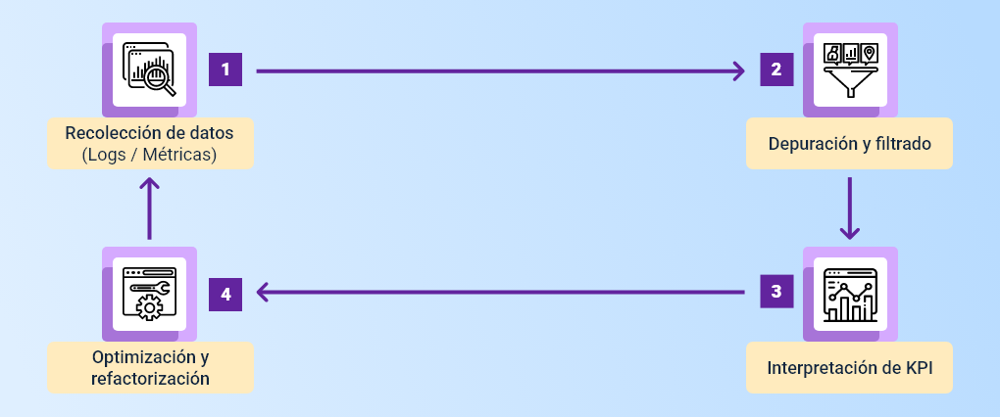 1
2
Recolección de datos
(Logs / Métricas)
Depuración y filtrado
4
3
Optimización y
refactorización
Interpretación de KPI